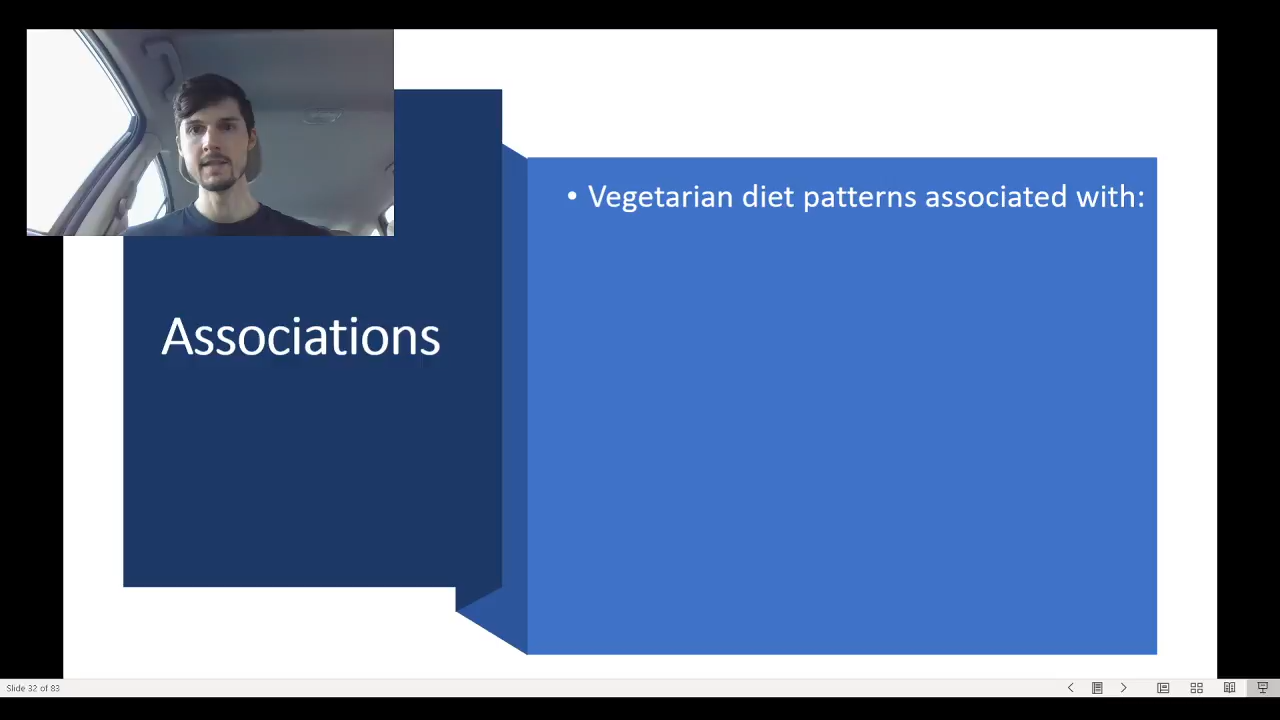 Associations
• Vegetarian diet patterns associated with:
Slide 32 of 83